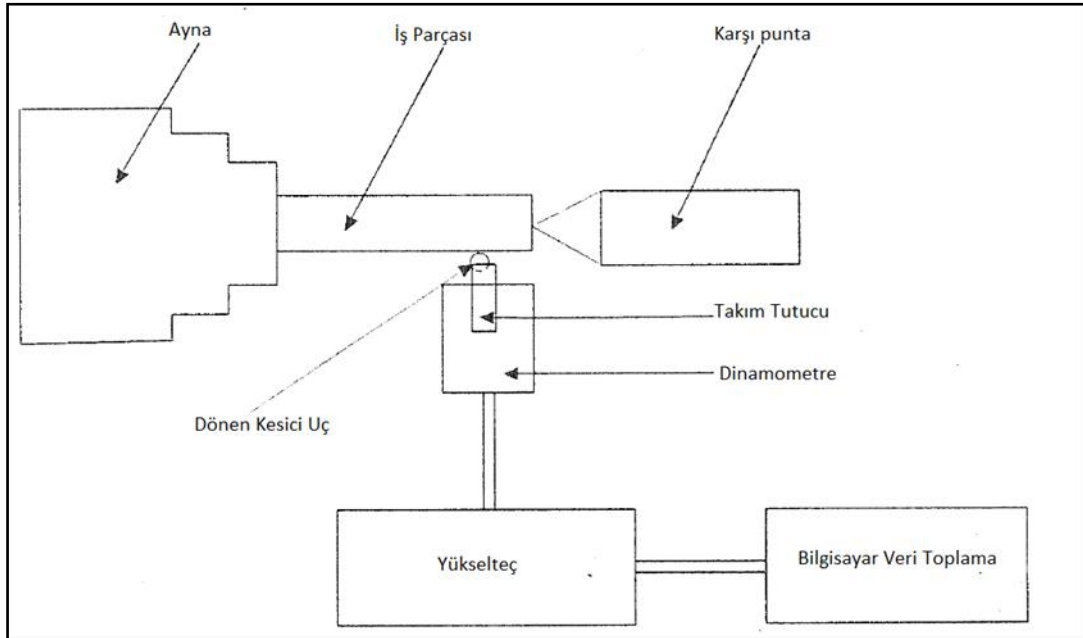 Ayna
İş Parçası
Karşı punta
Takım Tutucu
Dinamometre
Dönen Kesici Uç
Yükselteç
Bilgisayar Veri Toplama